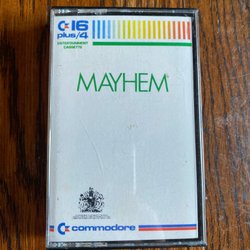 C16
plus/4
ENTERTAINMENT
CASSETTE
MAYHEM
commodore